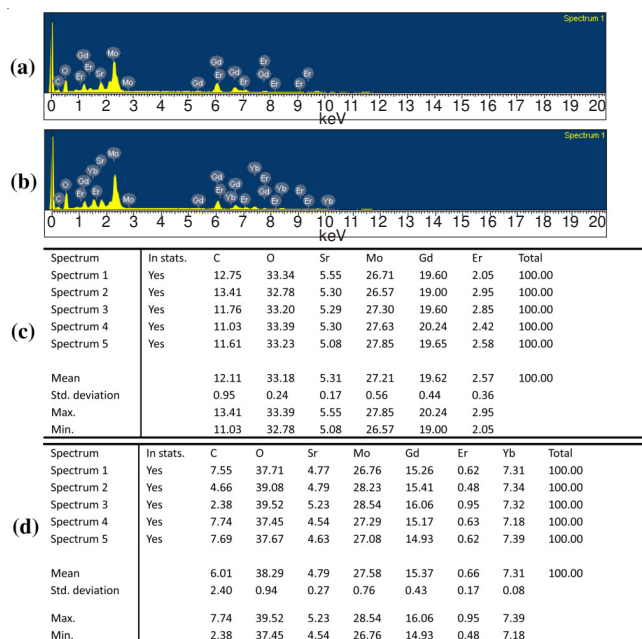 (a)
Spectrum 1
C O Er Gd Er Sr Mo Mo Gd Gd Er Gd Er Er Gd Er Er Er
0 1 2 3 4 5 6 7 8 9 10 11 12 13 14 15 16 17 18 19 20
keV
(b)
Spectrum 1
C O Er Gd Yb Er Sr Mo Mo Gd Gd Er Yb Gd Er Yb Er Gd Yb Er Er Er Yb
0 1 2 3 4 5 6 7 8 9 10 11 12 13 14 15 16 17 18 19 20
keV
(c)
Spectrum In stats. C O Sr Mo Gd Er Total
Spectrum 1 Yes 12.75 33.34 5.55 26.71 19.60 2.05 100.00
Spectrum 2 Yes 13.41 32.78 5.30 26.57 19.00 2.95 100.00
Spectrum 3 Yes 11.76 33.20 5.29 27.30 19.60 2.85 100.00
Spectrum 4 Yes 11.03 33.39 5.30 27.63 20.24 2.42 100.00
Spectrum 5 Yes 11.61 33.23 5.08 27.85 19.65 2.58 100.00
Mean 12.11 33.18 5.31 27.21 19.62 2.57 100.00
Std. deviation 0.95 0.24 0.17 0.56 0.44 0.36
Max. 13.41 33.39 5.55 27.85 20.24 2.95
Min. 11.03 32.78 5.08 26.57 19.00 2.05
(d)
Spectrum In stats. C O Sr Mo Gd Er Yb Total
Spectrum 1 Yes 7.55 37.71 4.77 26.76 15.26 0.62 7.31 100.00
Spectrum 2 Yes 4.66 39.08 4.79 28.23 15.41 0.48 7.34 100.00
Spectrum 3 Yes 2.38 39.52 5.23 28.54 16.06 0.95 7.32 100.00
Spectrum 4 Yes 7.74 37.45 4.54 27.29 15.17 0.63 7.18 100.00
Spectrum 5 Yes 7.69 37.67 4.63 27.08 14.93 0.62 7.39 100.00
Mean 6.01 38.29 4.79 27.58 15.37 0.66 7.31 100.00
Std. deviation 2.40 0.94 0.27 0.76 0.43 0.17 0.08
Max. 7.74 39.52 5.23 28.54 16.06 0.95 7.39
Min. 2.38 37.45 4.54 26.76 14.93 0.48 7.18